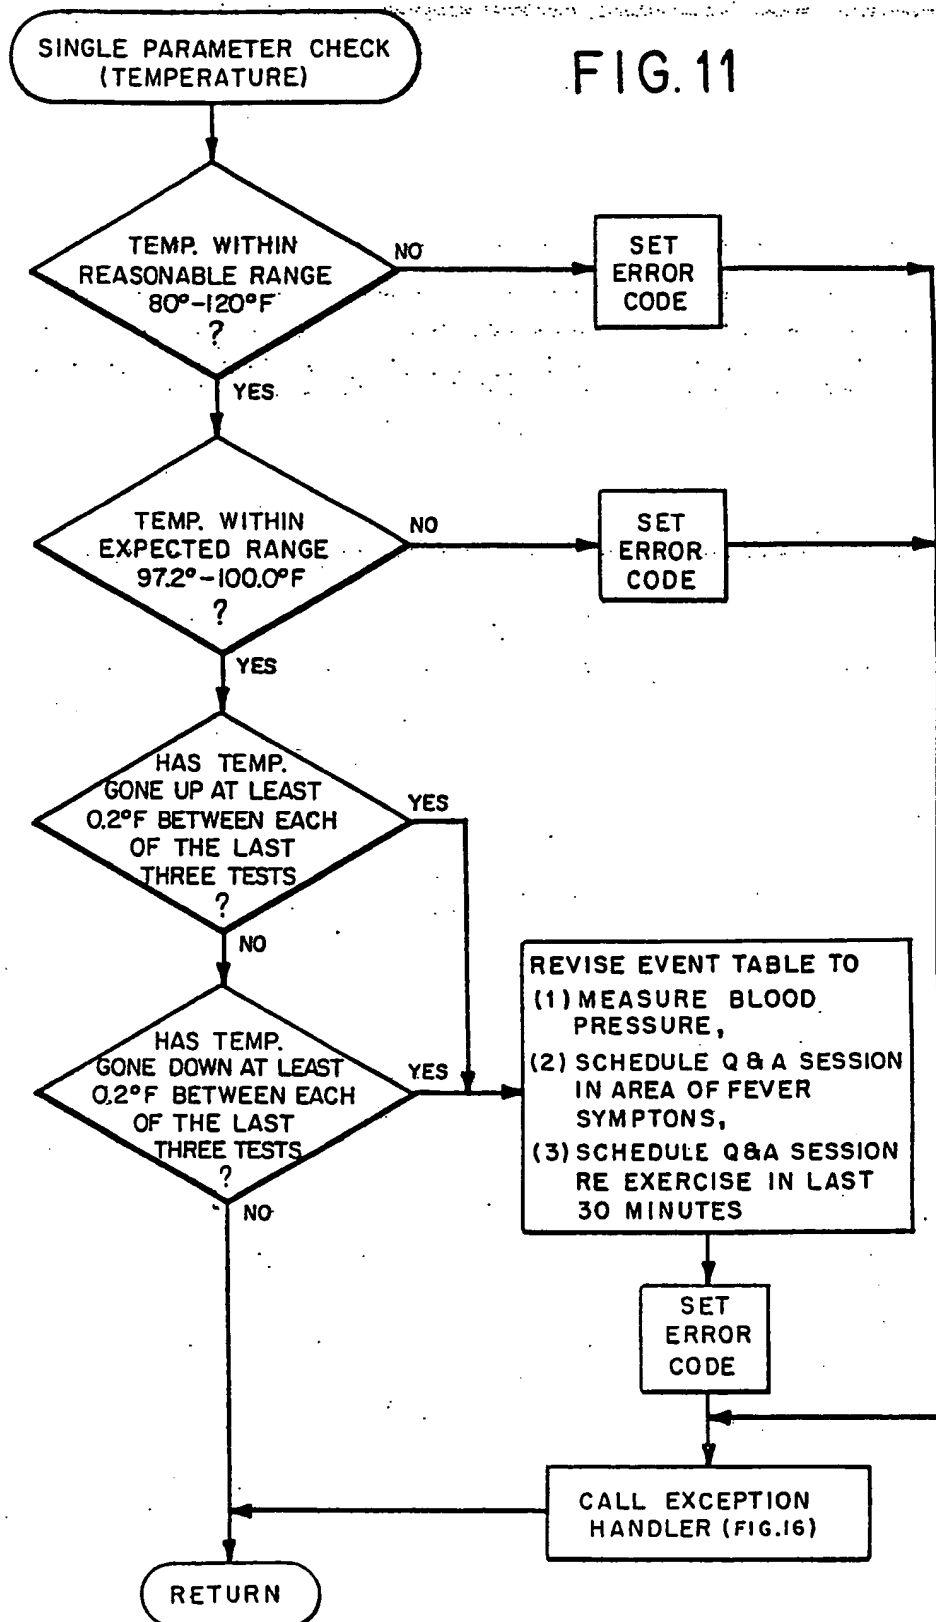 SINGLE PARAMETER CHECK
(TEMPERATURE)
FIG. 11
TEMP. WITHIN
REASONABLE RANGE
80°-120°F
?
NO
SET
ERROR
CODE
YES
TEMP. WITHIN
EXPECTED RANGE
97.2°-100.0°F
?
NO
SET
ERROR
CODE
YES
HAS TEMP.
GONE UP AT LEAST
0.2°F BETWEEN EACH
OF THE LAST
THREE TESTS
?
YES
NO
HAS TEMP.
GONE DOWN AT LEAST
0.2°F BETWEEN EACH
OF THE LAST
THREE TESTS
?
YES
NO
REVISE EVENT TABLE TO
(1) MEASURE BLOOD
PRESSURE,
(2) SCHEDULE Q & A SESSION
IN AREA OF FEVER
SYMPTONS,
(3) SCHEDULE Q&A SESSION
RE EXERCISE IN LAST
30 MINUTES
SET
ERROR
CODE
CALL EXCEPTION
HANDLER (FIG.16)
RETURN